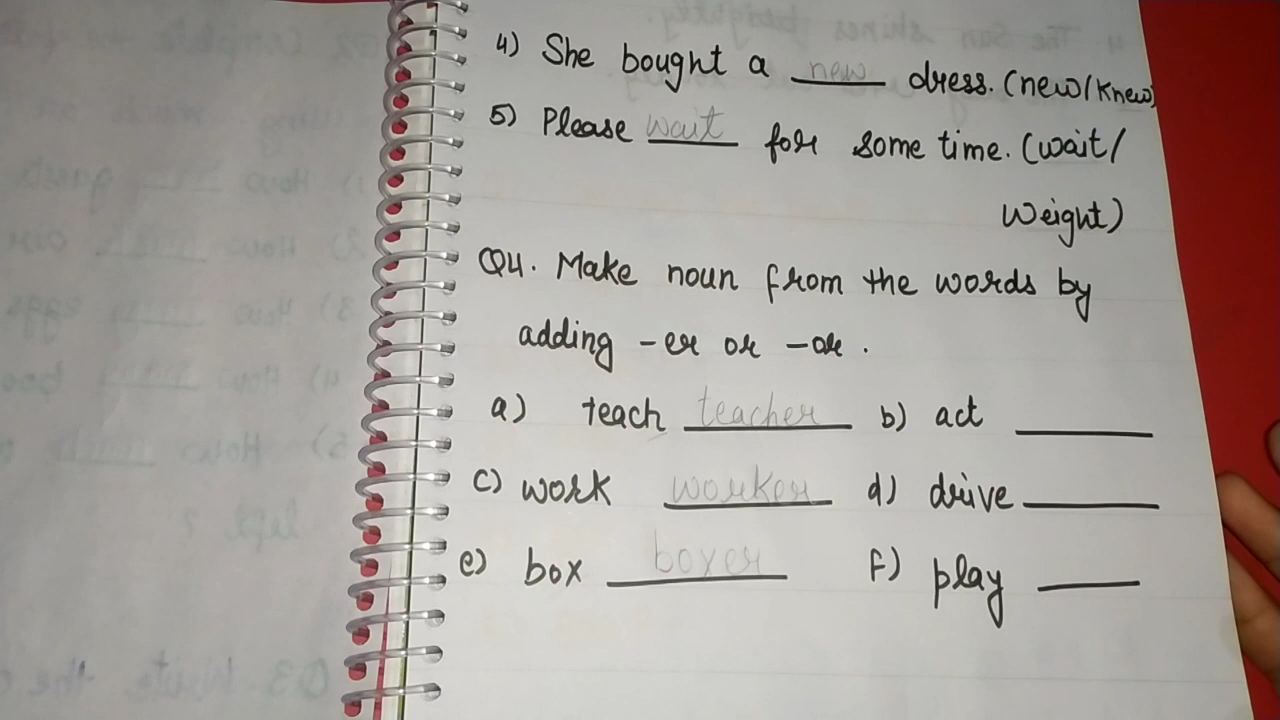 4) She bought a new dress. (new/knew)
5) Please wait for some time. (wait/
weight)
Q4. Make noun from the words by
adding -er or -or.
a) teach teacher b) act
c) work worker d) drive
e) box boxer f) play